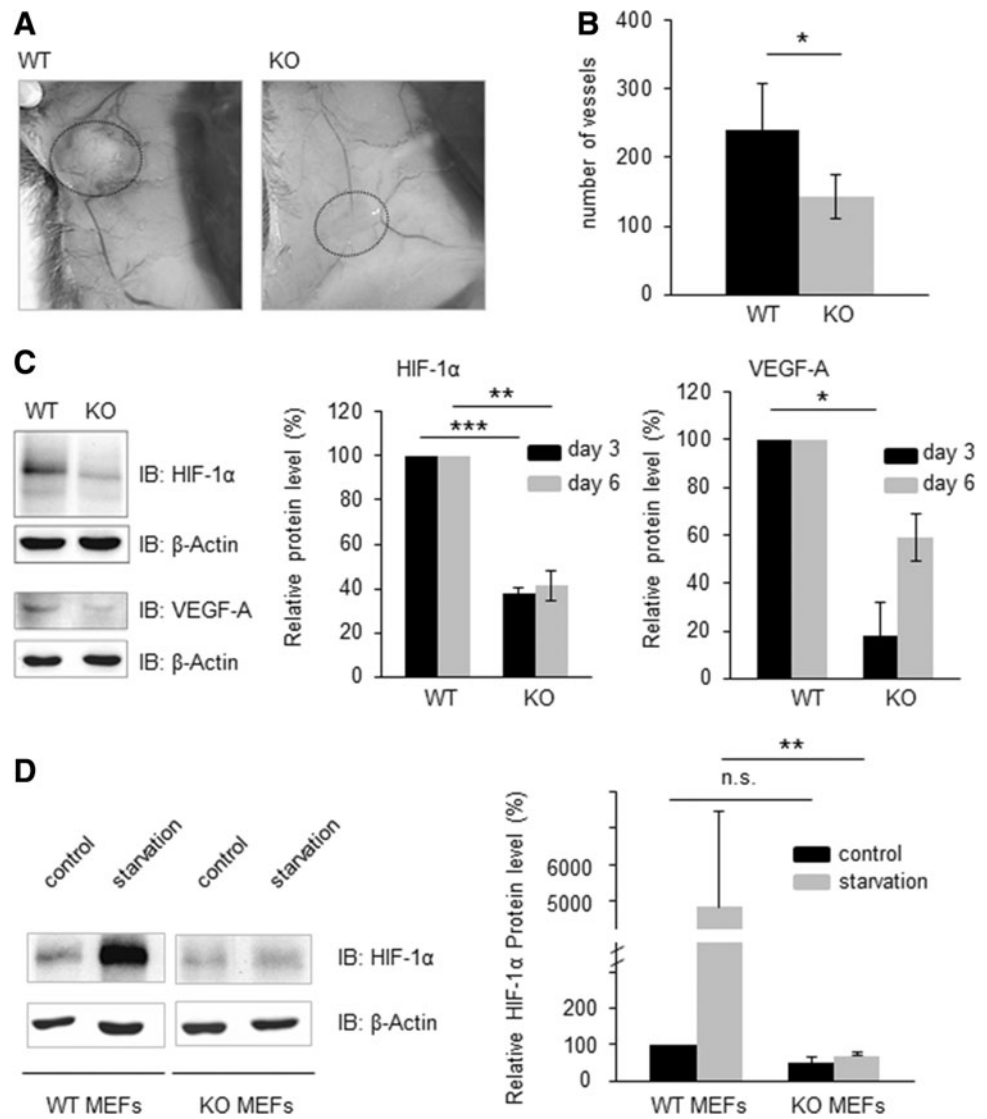 A
WT
KO
B
400
300
200
100
0
number of vessels
*
WT
KO
C
WT
KO
IB: HIF-1α
IB: β-Actin
IB: VEGF-A
IB: β-Actin
HIF-1α
120
100
80
60
40
20
0
Relative protein level (%)
**
***
day 3
day 6
WT
KO
VEGF-A
120
100
80
60
40
20
0
Relative protein level (%)
*
day 3
day 6
WT
KO
D
control
starvation
control
starvation
IB: HIF-1α
IB: β-Actin
WT MEFs
KO MEFs
Relative HIF-1α Protein level (%)
6000
5000
200
100
0
**
n.s.
control
starvation
WT MEFs
KO MEFs